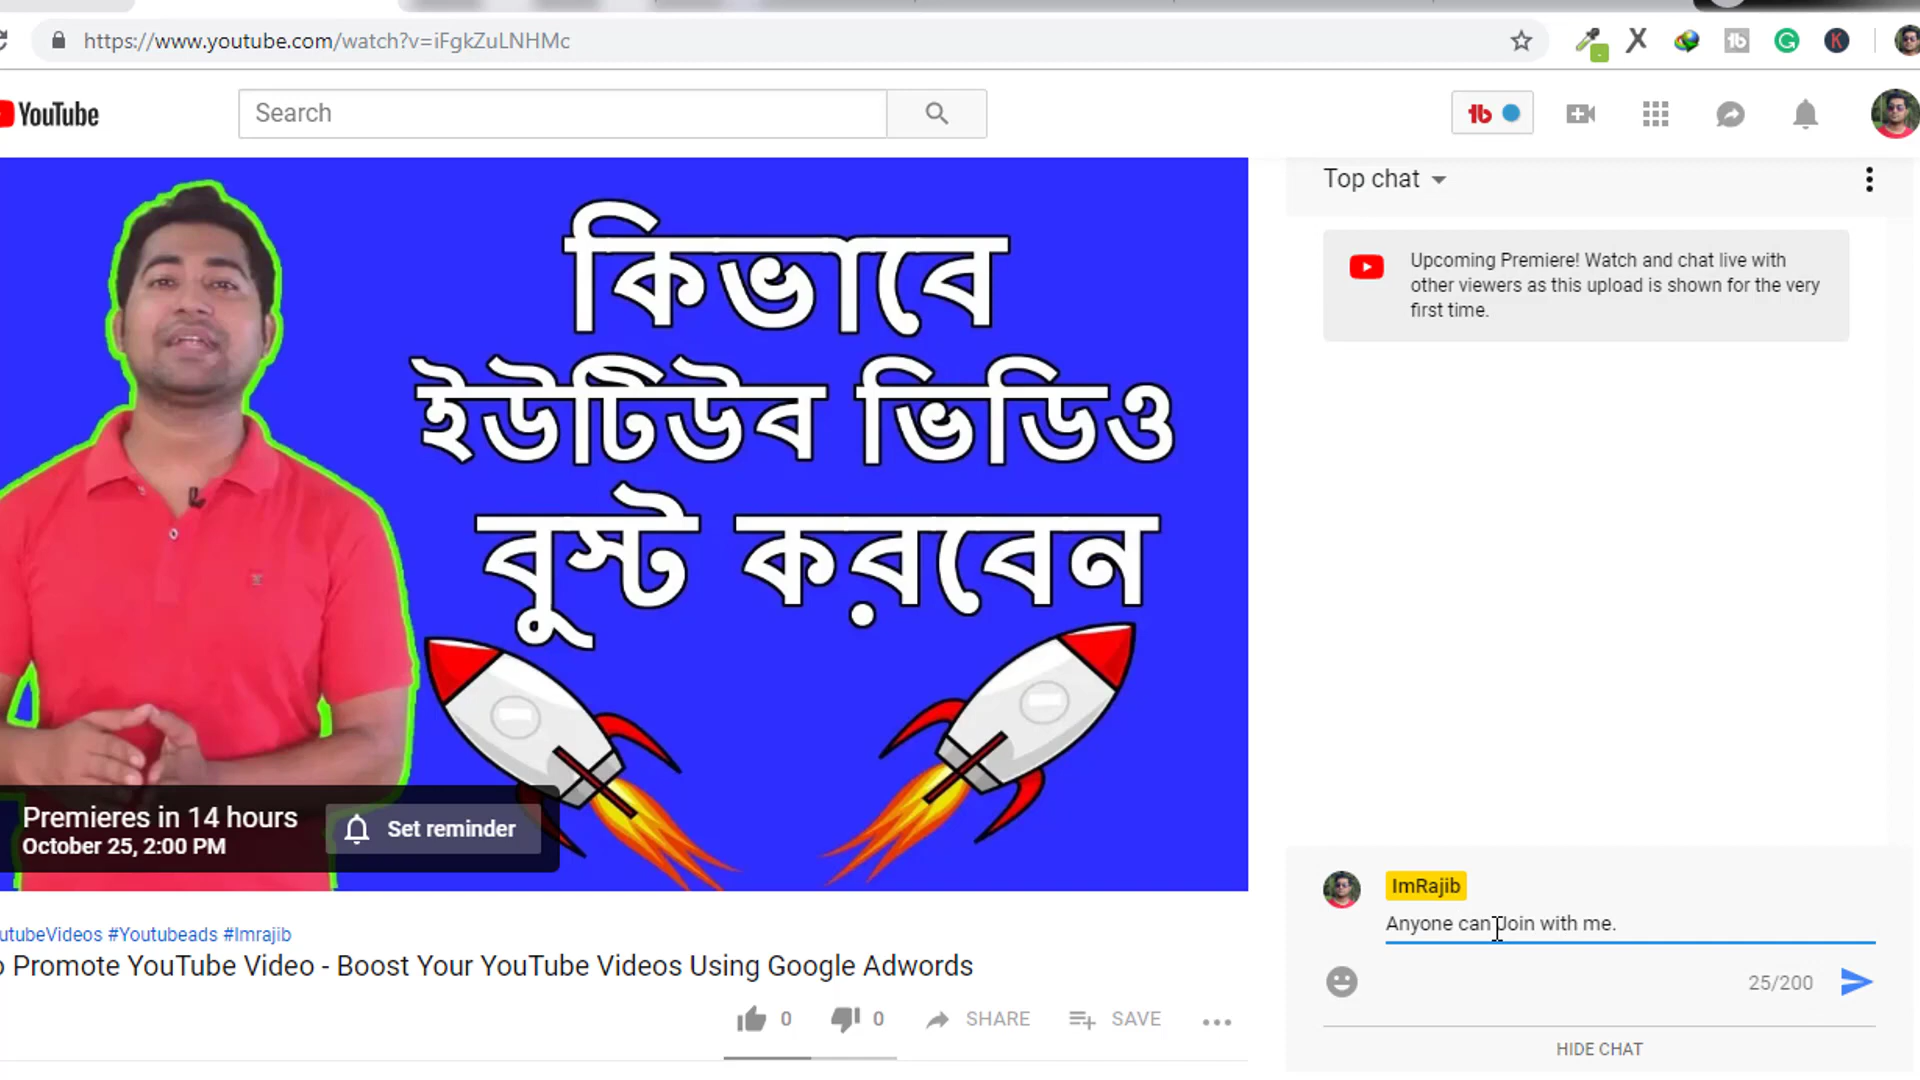 https://www.youtube.com/watch?v=iFgkZuLNHMc
YouTube
Search
Top chat
Upcoming Premiere! Watch and chat live with
other viewers as this upload is shown for the very
first time.
কিভাবে
ইউটিউব ভিডিও
বুস্ট করবেন
Premieres in 14 hours
October 25, 2:00 PM
Set reminder
utubeVideos #Youtubeads #Imrajib
o Promote YouTube Video - Boost Your YouTube Videos Using Google Adwords
0
0
SHARE
SAVE
ImRajib
Anyone can Join with me.
25/200
HIDE CHAT